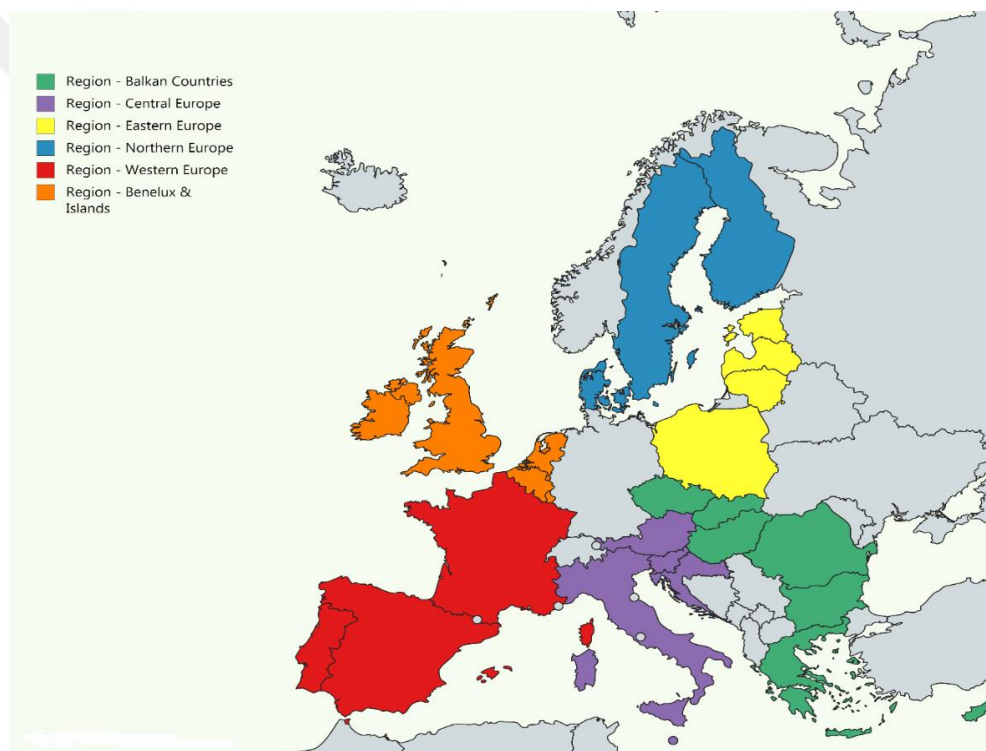 Region - Balkan Countries
Region - Central Europe
Region - Eastern Europe
Region - Northern Europe
Region - Western Europe
Region - Benelux &
Islands